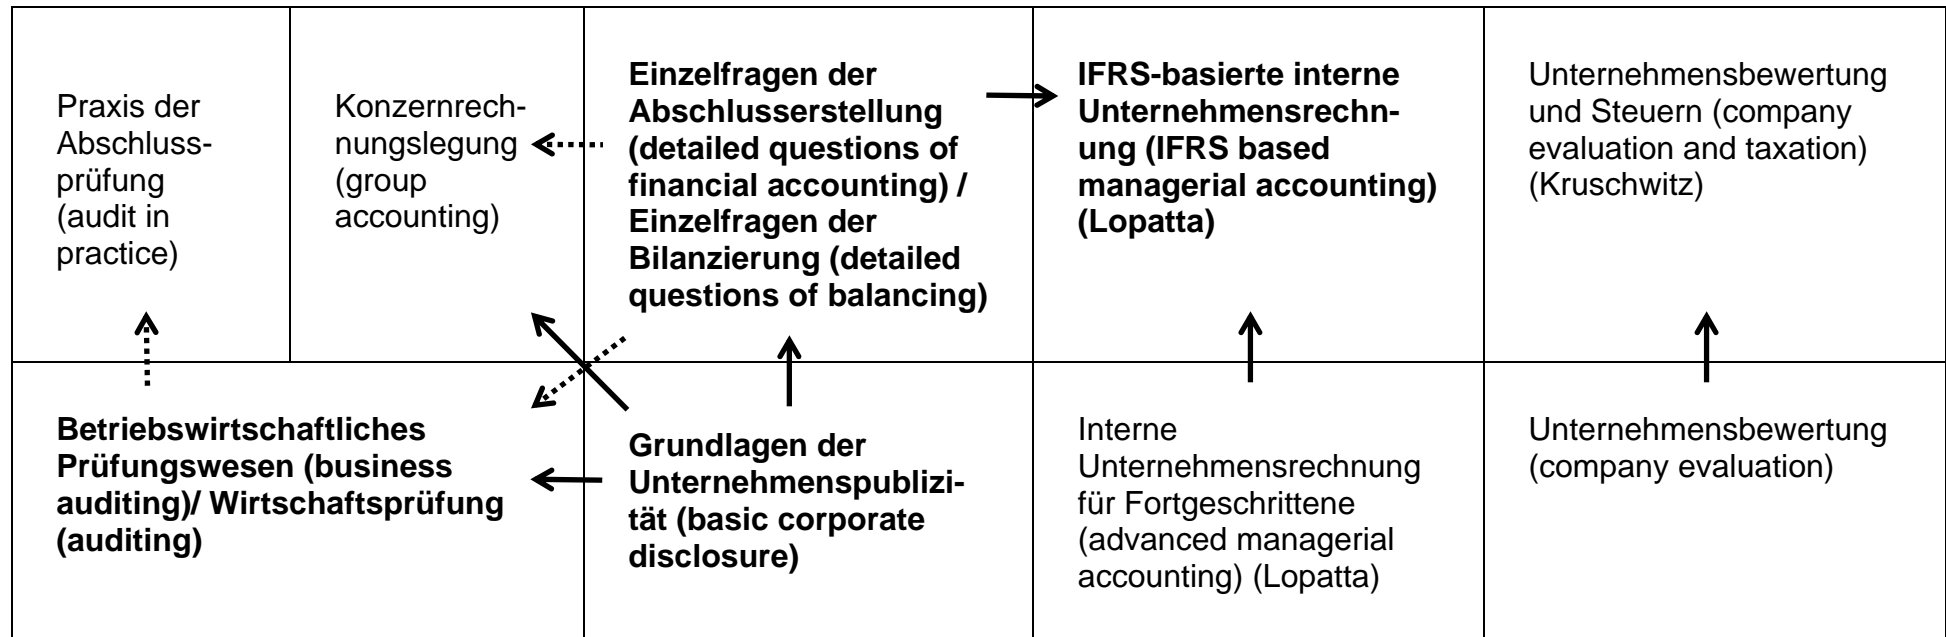 Praxis der
Abschluss-
prüfung
(audit in
practice)
Konzernrech-
nungslegung
(group
accounting)
Einzelfragen der
Abschlusserstellung
(detailed questions of
financial accounting) /
Einzelfragen der
Bilanzierung (detailed
questions of balancing)
IFRS-basierte interne
Unternehmensrechn-
ung (IFRS based
managerial accounting)
(Lopatta)
Unternehmensbewertung
und Steuern (company
evaluation and taxation)
(Kruschwitz)
Betriebswirtschaftliches
Prüfungswesen (business
auditing)/ Wirtschaftsprüfung
(auditing)
Grundlagen der
Unternehmenspublizi-
tät (basic corporate
disclosure)
Interne
Unternehmensrechnung
für Fortgeschrittene
(advanced managerial
accounting) (Lopatta)
Unternehmensbewertung
(company evaluation)